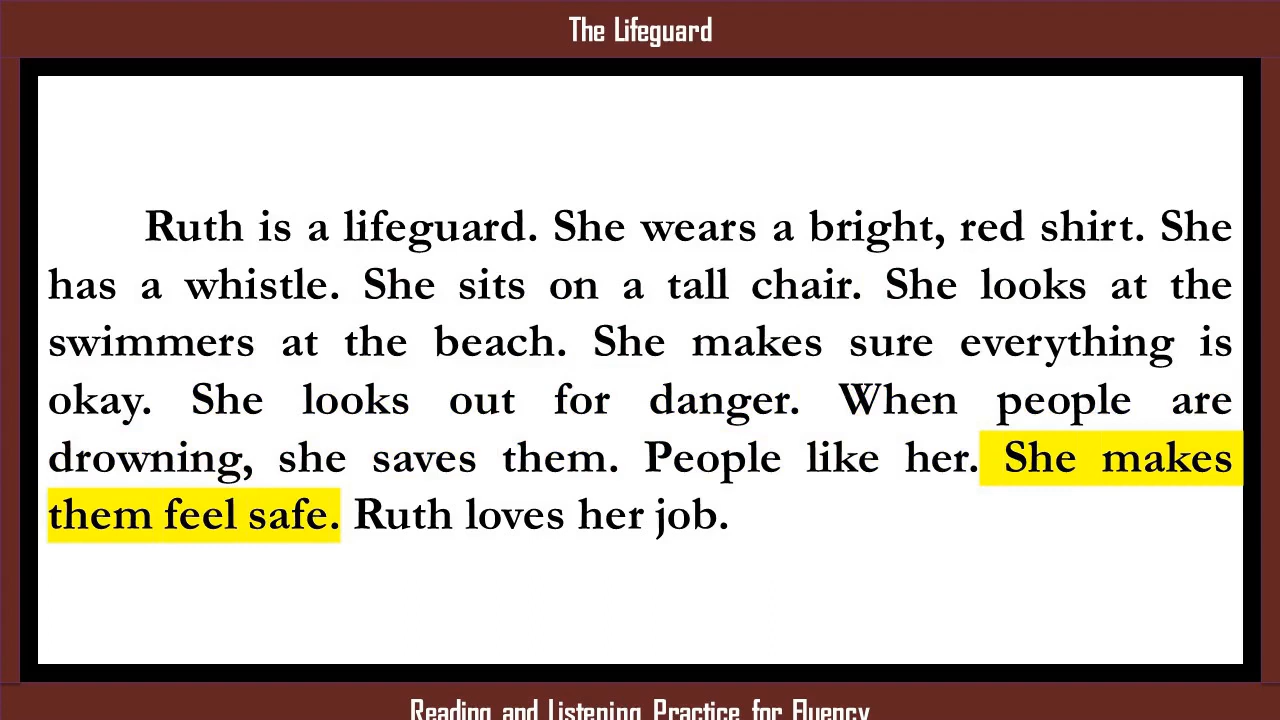 The Lifeguard
Ruth is a lifeguard. She wears a bright, red shirt. She
has a whistle. She sits on a tall chair. She looks at the
swimmers at the beach. She makes sure everything is
okay. She looks out for danger. When people are
drowning, she saves them. People like her. She makes
them feel safe. Ruth loves her job.
Reading and Listening Practice for Fluency